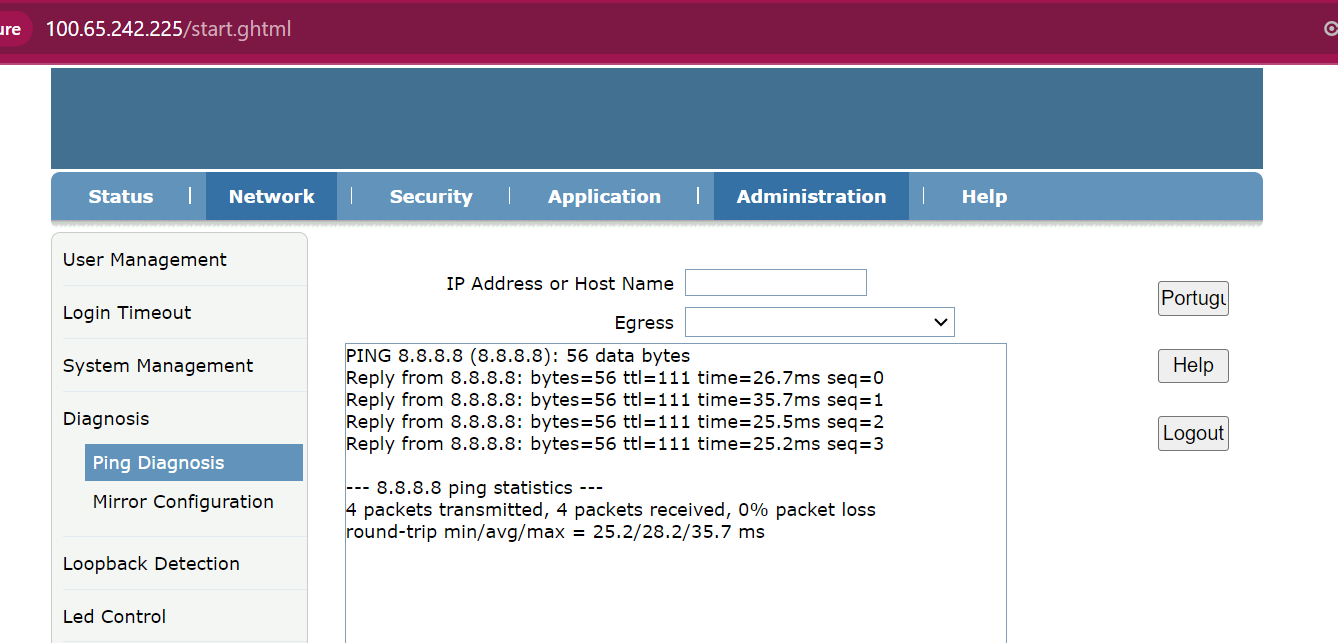 ure 100.65.242.225/start.ghtml
Status | Network | Security | Application | Administration | Help
User Management
Login Timeout
System Management
Diagnosis
Ping Diagnosis
Mirror Configuration
Loopback Detection
Led Control
IP Address or Host Name
Egress
PING 8.8.8.8 (8.8.8.8): 56 data bytes
Reply from 8.8.8.8: bytes=56 ttl=111 time=26.7ms seq=0
Reply from 8.8.8.8: bytes=56 ttl=111 time=35.7ms seq=1
Reply from 8.8.8.8: bytes=56 ttl=111 time=25.5ms seq=2
Reply from 8.8.8.8: bytes=56 ttl=111 time=25.2ms seq=3
--- 8.8.8.8 ping statistics ---
4 packets transmitted, 4 packets received, 0% packet loss
round-trip min/avg/max = 25.2/28.2/35.7 ms
Portugu
Help
Logout